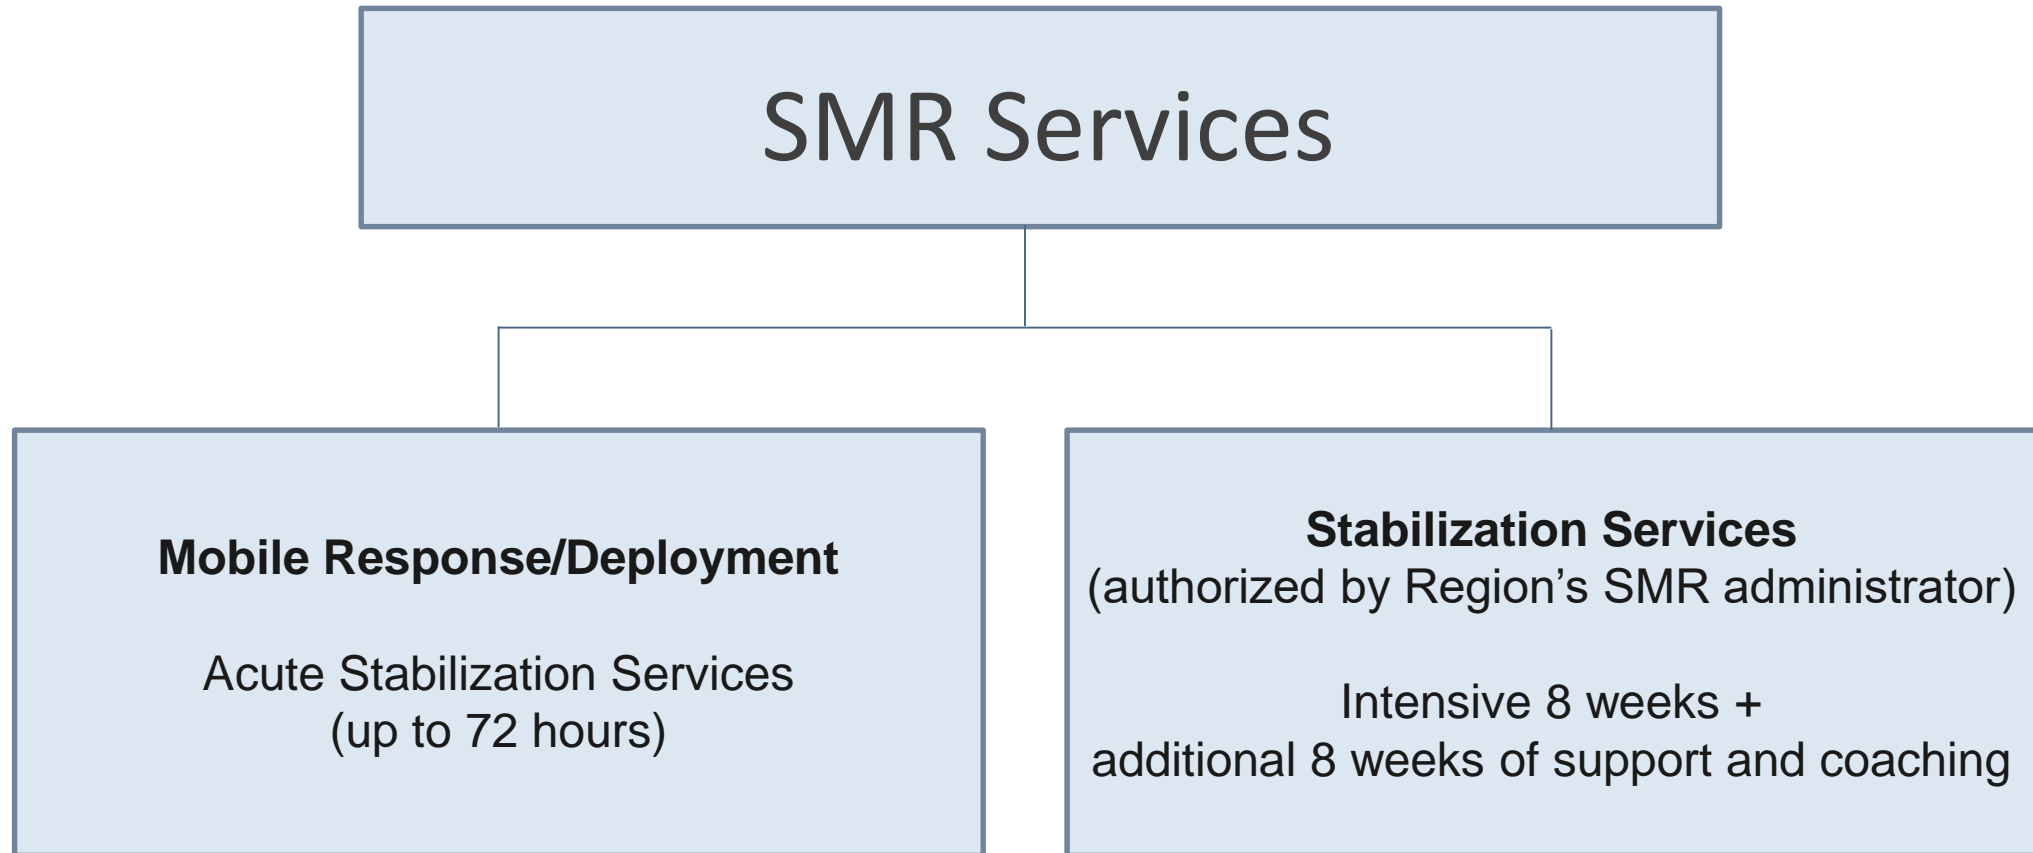 SMR Services
Mobile Response/Deployment
Acute Stabilization Services
(up to 72 hours)
Stabilization Services
(authorized by Region’s SMR administrator)
Intensive 8 weeks +
additional 8 weeks of support and coaching